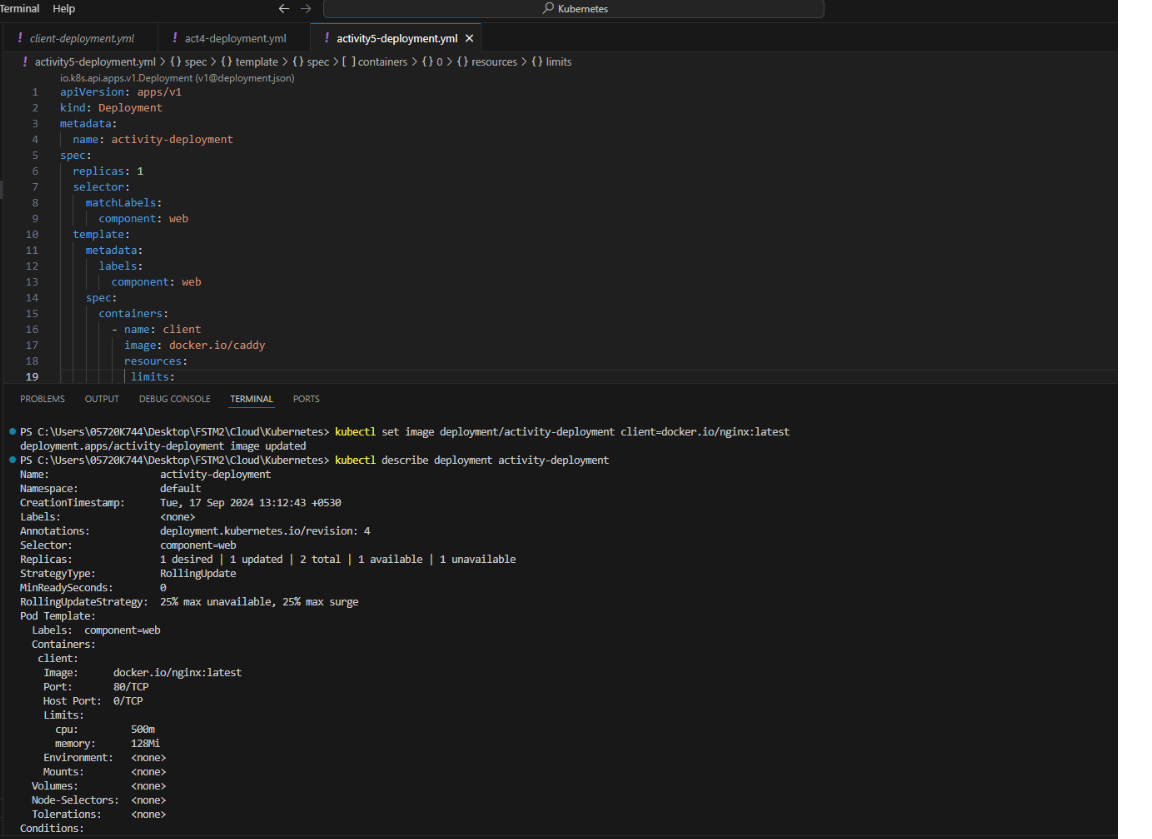 Terminal Help Kubernetes
! client-deployment.yml ! act4-deployment.yml ! activity5-deployment.yml ×
! activity5-deployment.yml > {} spec > {} template > {} spec > [ ] containers > {} 0 > {} resources > {} limits
io.k8s.api.apps.v1.Deployment (v1@deployment.json)
1 apiVersion: apps/v1
2 kind: Deployment
3 metadata:
4 name: activity-deployment
5 spec:
6 replicas: 1
7 selector:
8 matchLabels:
9 component: web
10 template:
11 metadata:
12 labels:
13 component: web
14 spec:
15 containers:
16 - name: client
17 image: docker.io/caddy
18 resources:
19 limits:
PROBLEMS OUTPUT DEBUG CONSOLE TERMINAL PORTS
PS C:\Users\05720K744\Desktop\FSTM2\Cloud\Kubernetes> kubectl set image deployment/activity-deployment client=docker.io/nginx:latest
deployment.apps/activity-deployment image updated
PS C:\Users\05720K744\Desktop\FSTM2\Cloud\Kubernetes> kubectl describe deployment activity-deployment
Name: activity-deployment
Namespace: default
CreationTimestamp: Tue, 17 Sep 2024 13:12:43 +0530
Labels: <none>
Annotations: deployment.kubernetes.io/revision: 4
Selector: component=web
Replicas: 1 desired | 1 updated | 2 total | 1 available | 1 unavailable
StrategyType: RollingUpdate
MinReadySeconds: 0
RollingUpdateStrategy: 25% max unavailable, 25% max surge
Pod Template:
Labels: component=web
Containers:
client:
Image: docker.io/nginx:latest
Port: 80/TCP
Host Port: 0/TCP
Limits:
cpu: 500m
memory: 128Mi
Environment: <none>
Mounts: <none>
Volumes: <none>
Node-Selectors: <none>
Tolerations: <none>
Conditions: